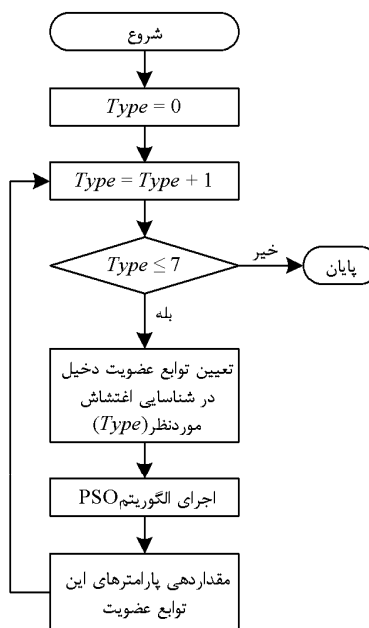 شروع
Type = 0
Type = Type + 1
Type ≤ 7
خیر
پایان
بله
تعیین توابع عضویت دخیل
در شناسایی اغتشاش
موردنظر(Type)
اجرای الگوریتمPSO
مقداردهی پارامترهای این
توابع عضویت